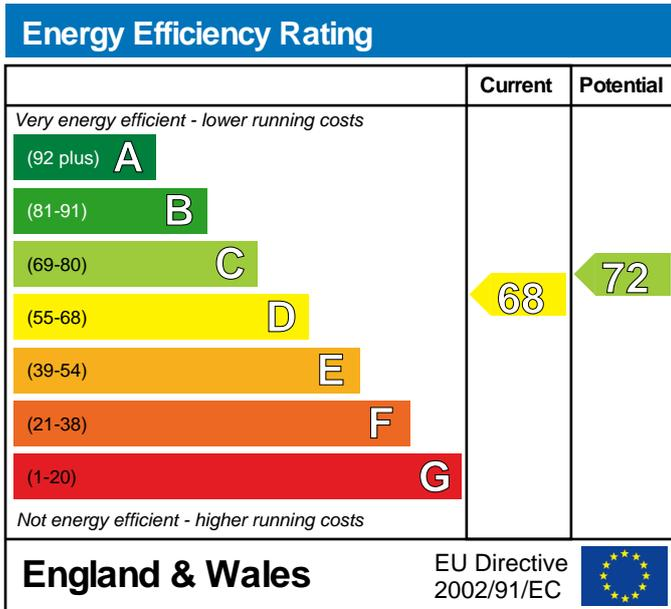 Energy Efficiency Rating
Current Potential
Very energy efficient - lower running costs
(92 plus) A
(81-91) B
(69-80) C
(55-68) D
(39-54) E
(21-38) F
(1-20) G
68
72
Not energy efficient - higher running costs
England & Wales
EU Directive
2002/91/EC